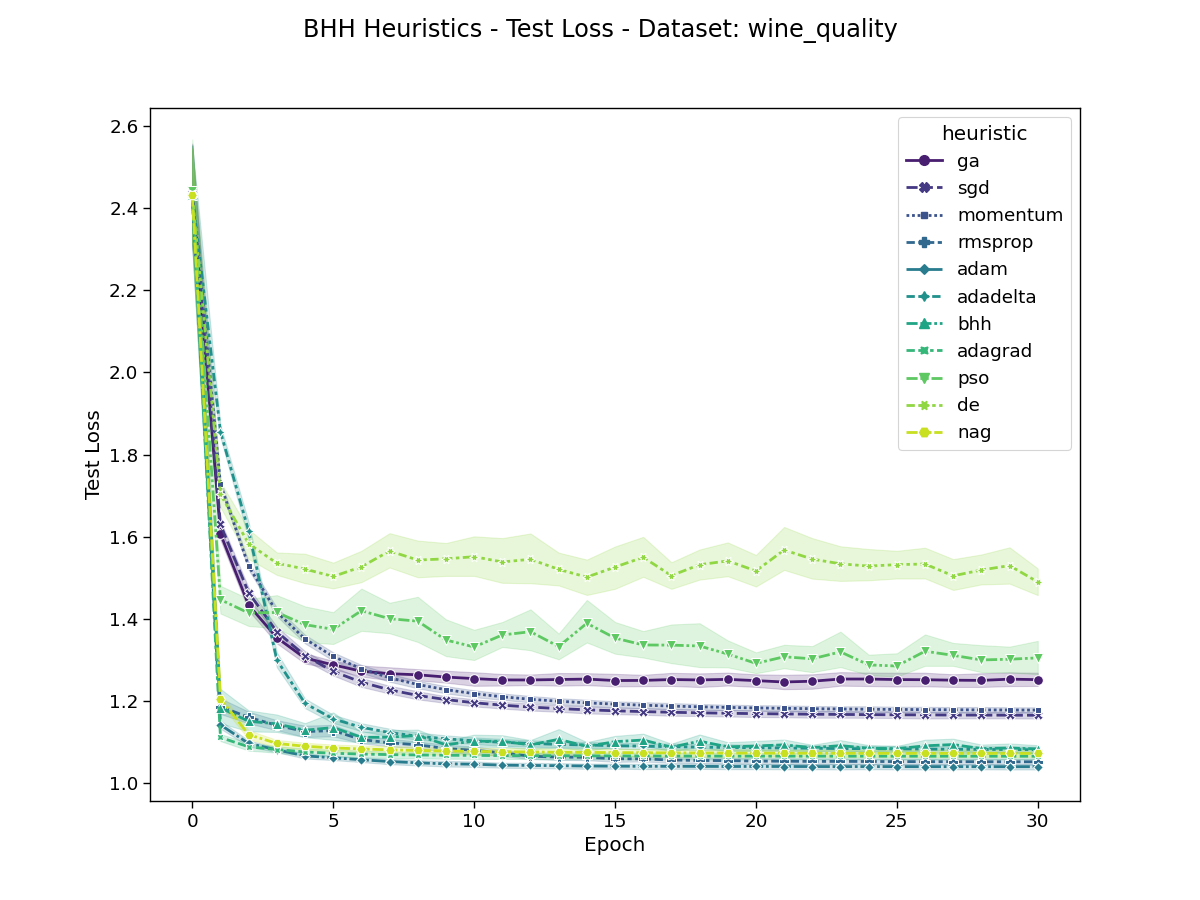 BHH Heuristics - Test Loss - Dataset: wine_quality
2.6
2.4
2.2
2.0
1.8
1.6
1.4
1.2
1.0
Test Loss
heuristic
ga
sgd
momentum
rmsprop
adam
adadelta
bhh
adagrad
pso
de
nag
0 5 10 15 20 25 30
Epoch